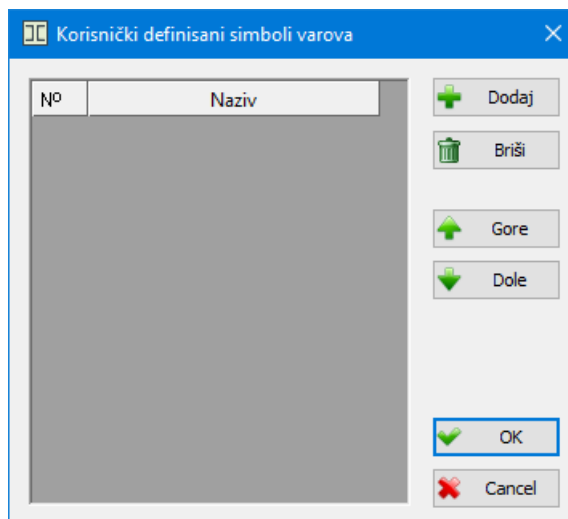 Korisnički definisani simboli varova
Nº Naziv
Dodaj
Briši
Gore
Dole
OK
Cancel